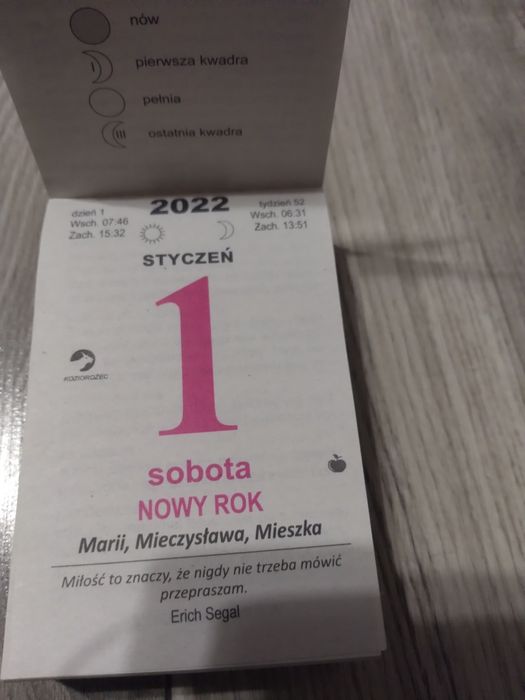 nów
I
pierwsza kwadra
pełnia
III
ostatnia kwadra
dzień 1
Wsch. 07:46
Zach. 15:32
2022
tydzień 52
Wsch. 06:31
Zach. 13:51
STYCZEŃ
1
KOZIOROŻEC
sobota
NOWY ROK
Marii, Mieczysława, Mieszka
Miłość to znaczy, że nigdy nie trzeba mówić
przepraszam.
Erich Segal